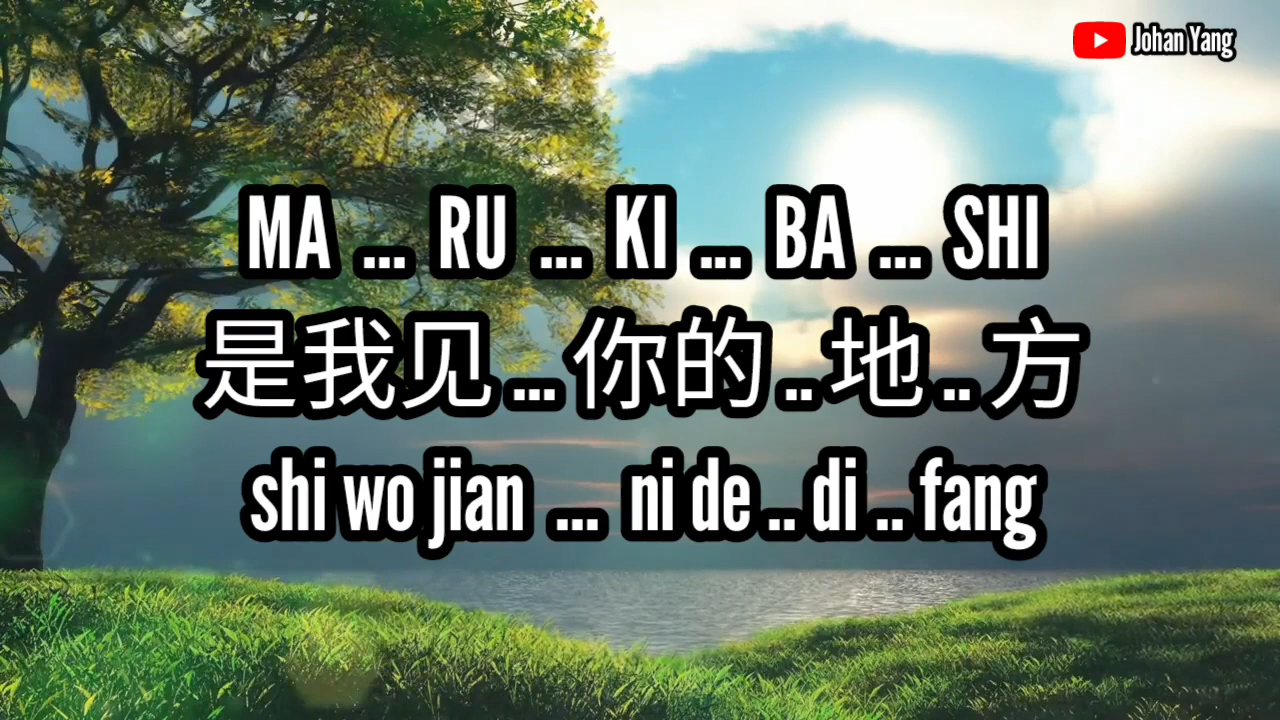 Johan Yang
MA ... RU ... KI ... BA ... SHI
是我见 ... 你的 .. 地 .. 方
shi wo jian ... ni de .. di .. fang